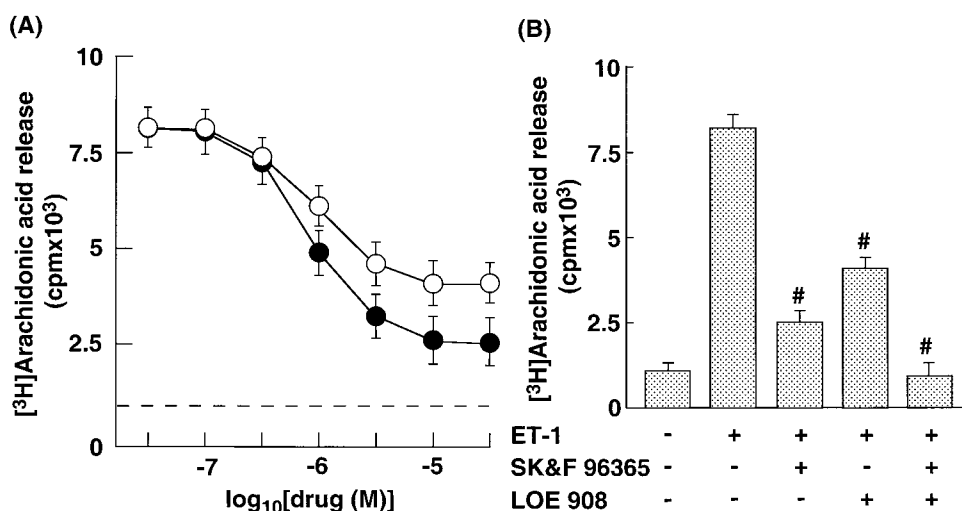 (A)
[³H]Arachidonic acid release
(cpmx10³)
10
7.5
5
2.5
0
-7 -6 -5
log₁₀[drug (M)]
(B)
[³H]Arachidonic acid release
(cpmx10³)
10
7.5
5
2.5
0
# # #
ET-1 - + + + +
SK&F 96365 - - + - +
LOE 908 - - - + +